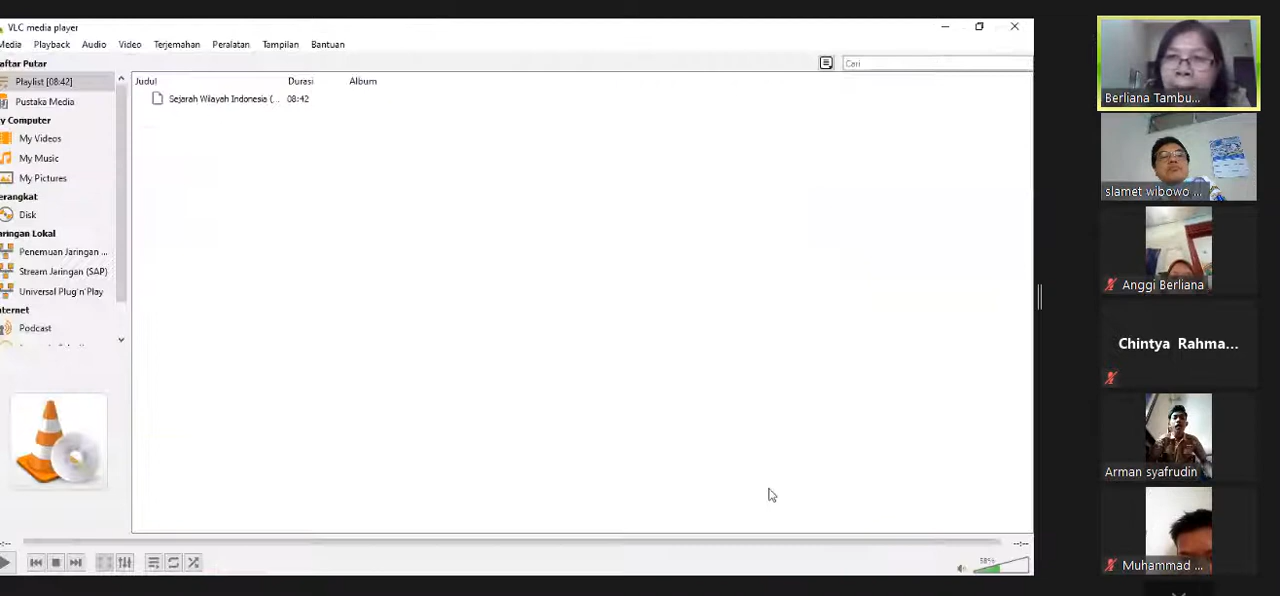 VLC media player
Media Playback Audio Video Terjemahan Peralatan Tampilan Bantuan
aftar Putar
Playlist [08:42]
Pustaka Media
y Computer
My Videos
My Music
My Pictures
erangkat
Disk
aringan Lokal
Penemuan Jaringan ...
Stream Jaringan (SAP)
Universal Plug'n'Play
nternet
Podcast
Cari
Judul Durasi Album
Sejarah Wilayah Indonesia (... 08:42
--:--
--:--
58%
Berliana Tambu...
slamet wibowo ...
Anggi Berliana
Chintya Rahma...
Arman syafrudin
Muhammad ...